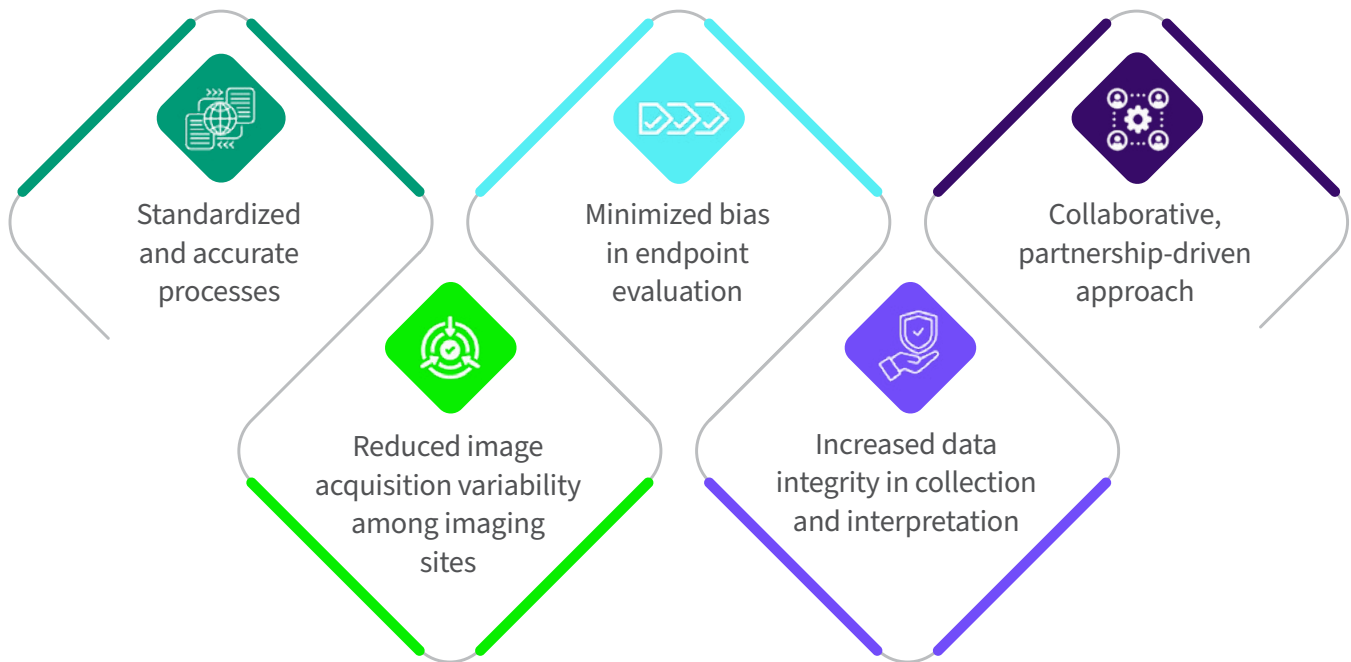 Standardized
and accurate
processes
Reduced image
acquisition variability
among imaging
sites
Minimized bias
in endpoint
evaluation
Increased data
integrity in collection
and interpretation
Collaborative,
partnership-driven
approach